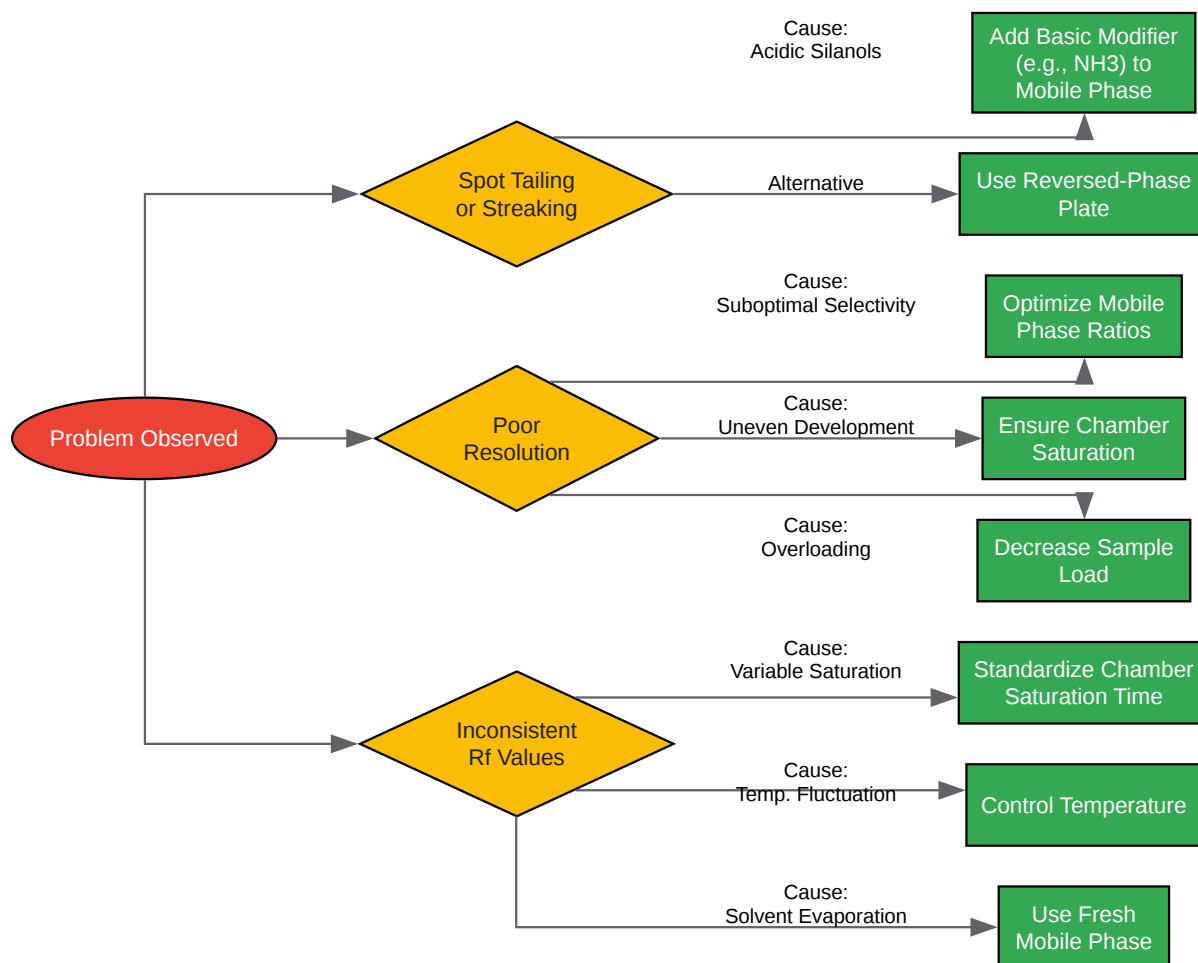 Cause:
Acidic Silanols
Add Basic Modifier
(e.g., NH3) to
Mobile Phase
Spot Tailing
or Streaking
Alternative
Use Reversed-Phase
Plate
Cause:
Suboptimal Selectivity
Optimize Mobile
Phase Ratios
Problem Observed
Poor
Resolution
Cause:
Uneven Development
Ensure Chamber
Saturation
Cause:
Overloading
Decrease Sample
Load
Cause:
Variable Saturation
Standardize Chamber
Saturation Time
Inconsistent
Rf Values
Cause:
Temp. Fluctuation
Control Temperature
Cause:
Solvent Evaporation
Use Fresh
Mobile Phase